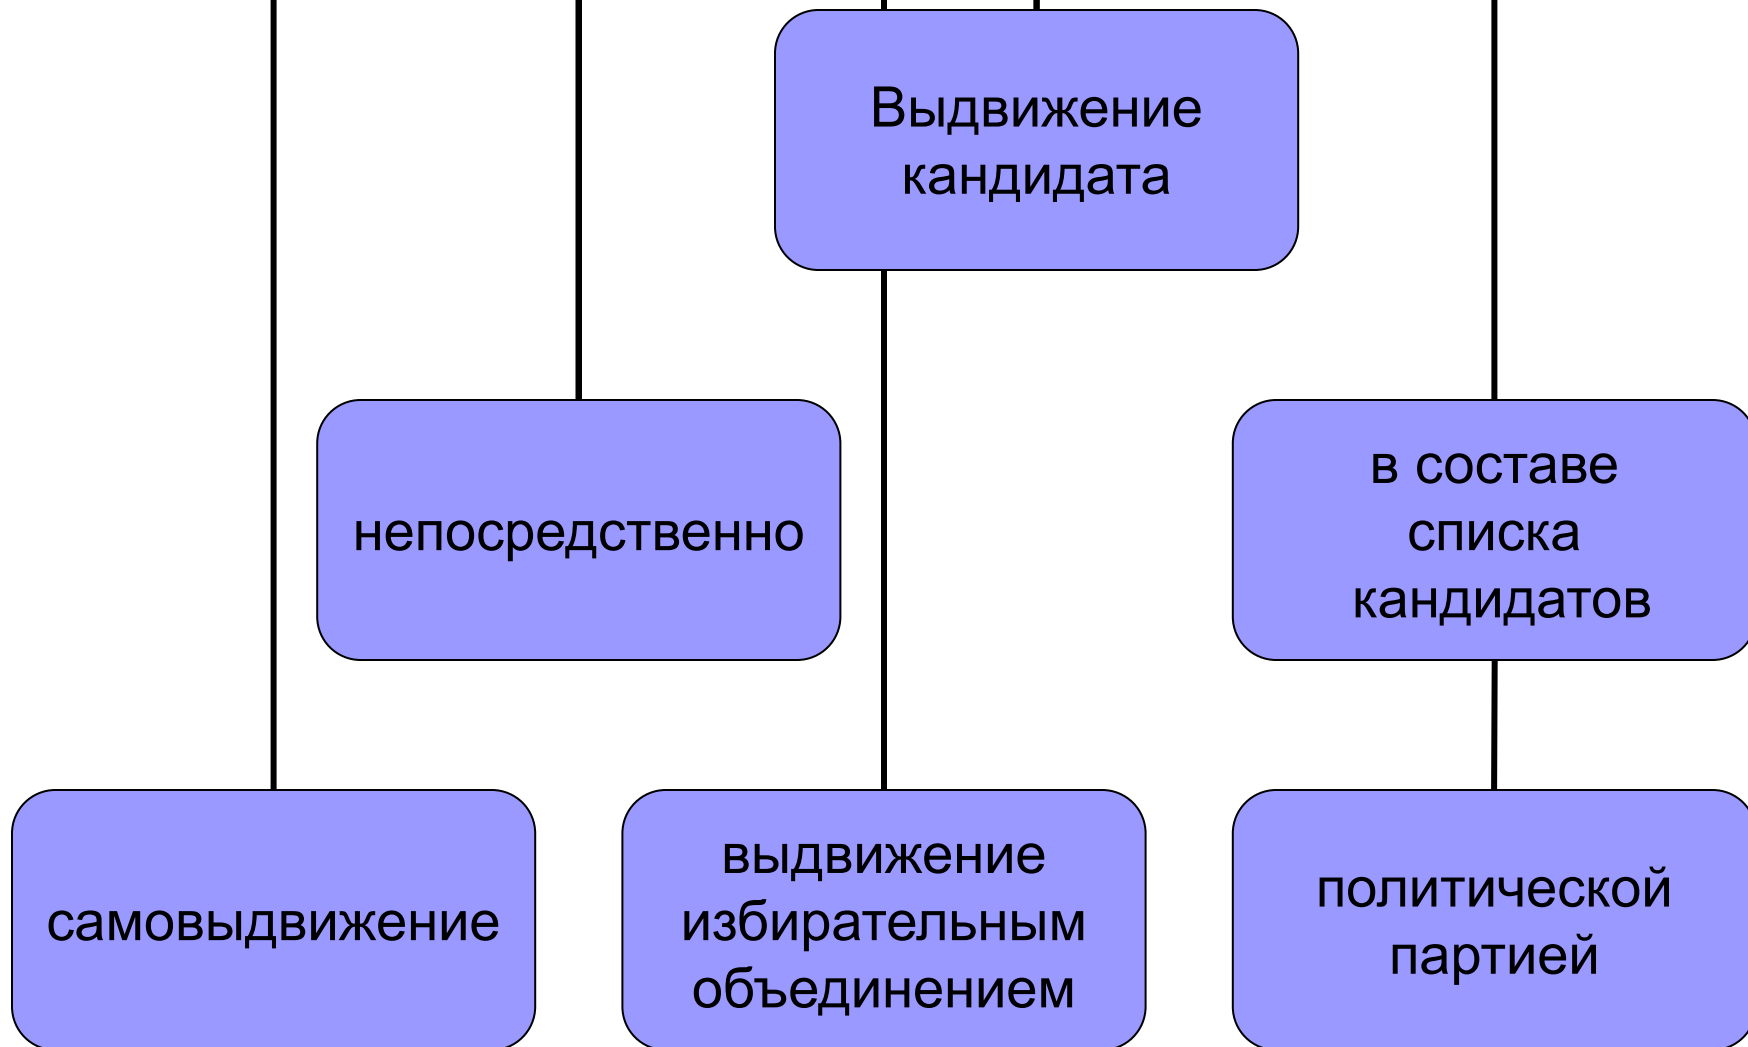 Выдвижение
кандидата
непосредственно
в составе
списка
кандидатов
самовыдвижение
выдвижение
избирательным
объединением
политической
партией